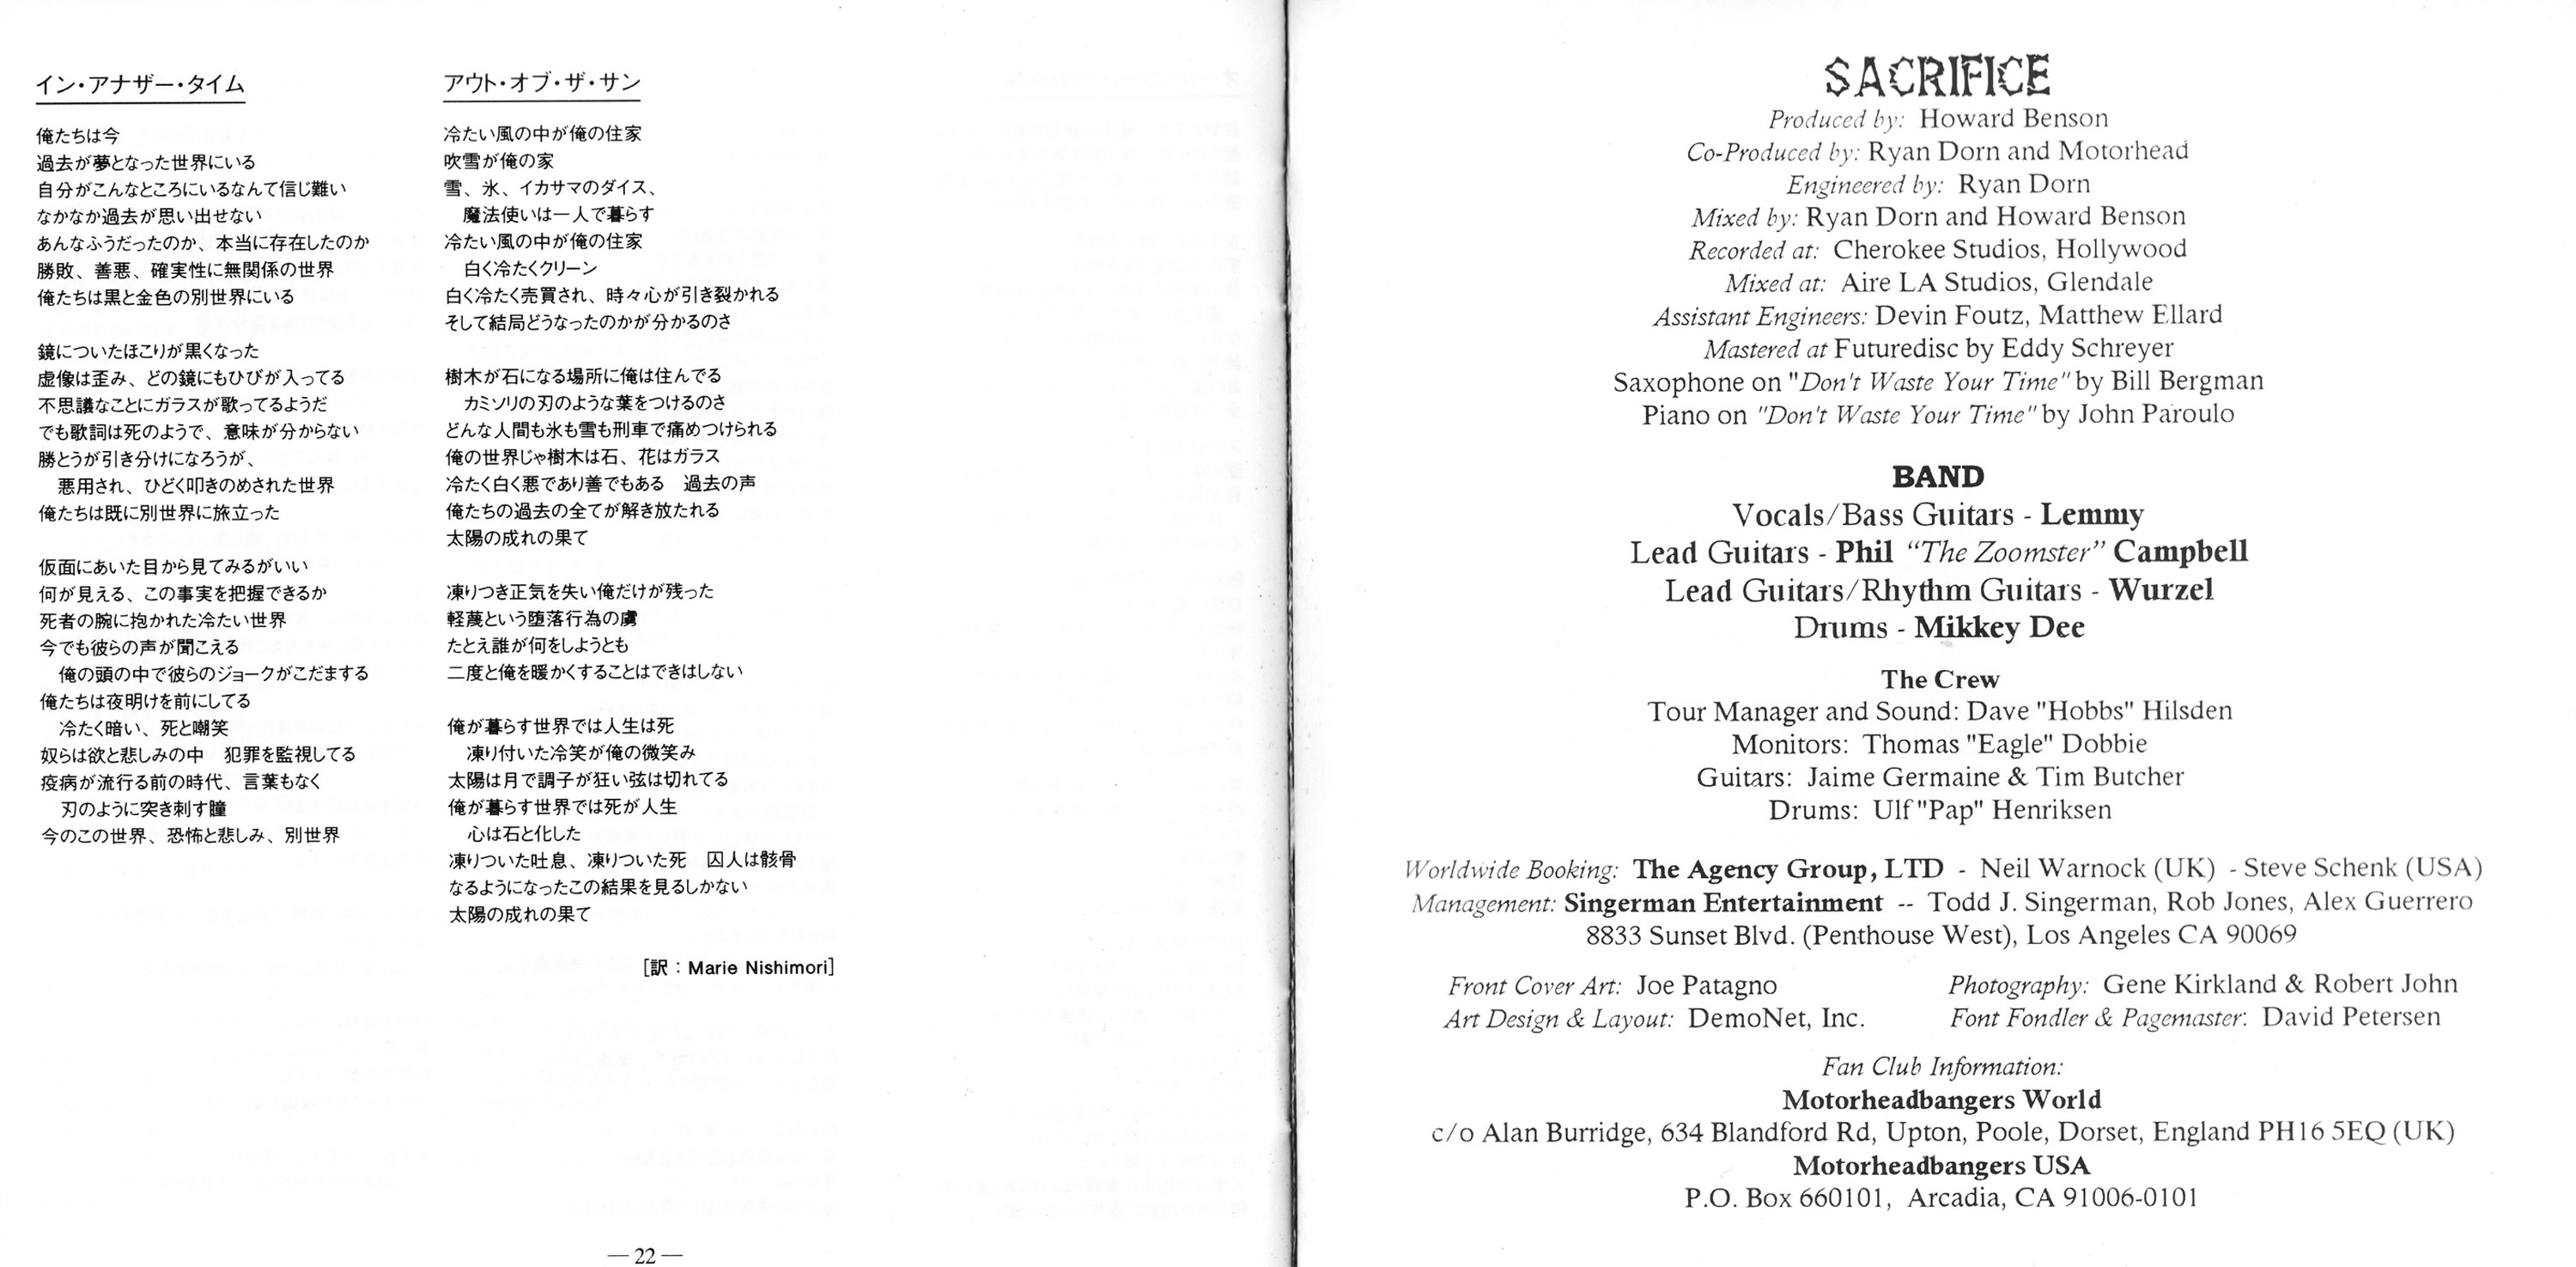 イン・アナザー・タイム
俺たちは今
過去が夢となった世界にいる
自分がこんなところにいるなんて信じ難い
なかなか過去が思い出せない
あんなふうだったのか、本当に存在したのか
勝敗、善悪、確実性に無関係の世界
俺たちは黒と金色の別世界にいる
鏡についたほこりが黒くなった
虚像は歪み、どの鏡にもひびが入ってる
不思議なことにガラスが歌ってるようだ
でも歌詞は死のようで、意味が分からない
勝とうが引き分けになろうが、
悪用され、ひどく叩きのめされた世界
俺たちは既に別世界に旅立った
仮面にあいた目から見てみるがいい
何が見える、この事実を把握できるか
死者の腕に抱かれた冷たい世界
今でも彼らの声が聞こえる
俺の頭の中で彼らのジョークがこだまする
俺たちは夜明けを前にしてる
冷たく暗い、死と嘲笑
奴らは欲と悲しみの中　犯罪を監視してる
疫病が流行る前の時代、言葉もなく
刃のように突き刺す瞳
今のこの世界、恐怖と悲しみ、別世界
アウト・オブ・ザ・サン
冷たい風の中が俺の住家
吹雪が俺の家
雪、氷、イカサマのダイス、
魔法使いは一人で暮らす
冷たい風の中が俺の住家
白く冷たくクリーン
白く冷たく売買され、時々心が引き裂かれる
そして結局どうなったのかが分かるのさ
樹木が石になる場所に俺は住んでる
カミソリの刃のような葉をつけるのさ
どんな人間も氷も雪も刑車で痛めつけられる
俺の世界じゃ樹木は石、花はガラス
冷たく白く悪であり善でもある　過去の声
俺たちの過去の全てが解き放たれる
太陽の成れの果て
凍りつき正気を失い俺だけが残った
軽蔑という堕落行為の虜
たとえ誰が何をしようとも
二度と俺を暖かくすることはできはしない
俺が暮らす世界では人生は死
凍り付いた冷笑が俺の微笑み
太陽は月で調子が狂い弦は切れてる
俺が暮らす世界では死が人生
心は石と化した
凍りついた吐息、凍りついた死　囚人は骸骨
なるようになったこの結果を見るしかない
太陽の成れの果て
[訳：Marie Nishimori]
— 22 —
SACRIFICE
Produced by: Howard Benson
Co-Produced by: Ryan Dorn and Motorhead
Engineered by: Ryan Dorn
Mixed by: Ryan Dorn and Howard Benson
Recorded at: Cherokee Studios, Hollywood
Mixed at: Aire LA Studios, Glendale
Assistant Engineers: Devin Foutz, Matthew Ellard
Mastered at Futuredisc by Eddy Schreyer
Saxophone on "Don't Waste Your Time" by Bill Bergman
Piano on "Don't Waste Your Time" by John Paroulo
BAND
Vocals/Bass Guitars - Lemmy
Lead Guitars - Phil “The Zoomster” Campbell
Lead Guitars/Rhythm Guitars - Wurzel
Drums - Mikkey Dee
The Crew
Tour Manager and Sound: Dave "Hobbs" Hilsden
Monitors: Thomas "Eagle" Dobbie
Guitars: Jaime Germaine & Tim Butcher
Drums: Ulf "Pap" Henriksen
Worldwide Booking: The Agency Group, LTD - Neil Warnock (UK) - Steve Schenk (USA)
Management: Singerman Entertainment -- Todd J. Singerman, Rob Jones, Alex Guerrero
8833 Sunset Blvd. (Penthouse West), Los Angeles CA 90069
Front Cover Art: Joe Patagno
Art Design & Layout: DemoNet, Inc.
Photography: Gene Kirkland & Robert John
Font Fondler & Pagemaster: David Petersen
Fan Club Information:
Motorheadbangers World
c/o Alan Burridge, 634 Blandford Rd, Upton, Poole, Dorset, England PH16 5EQ (UK)
Motorheadbangers USA
P.O. Box 660101, Arcadia, CA 91006-0101